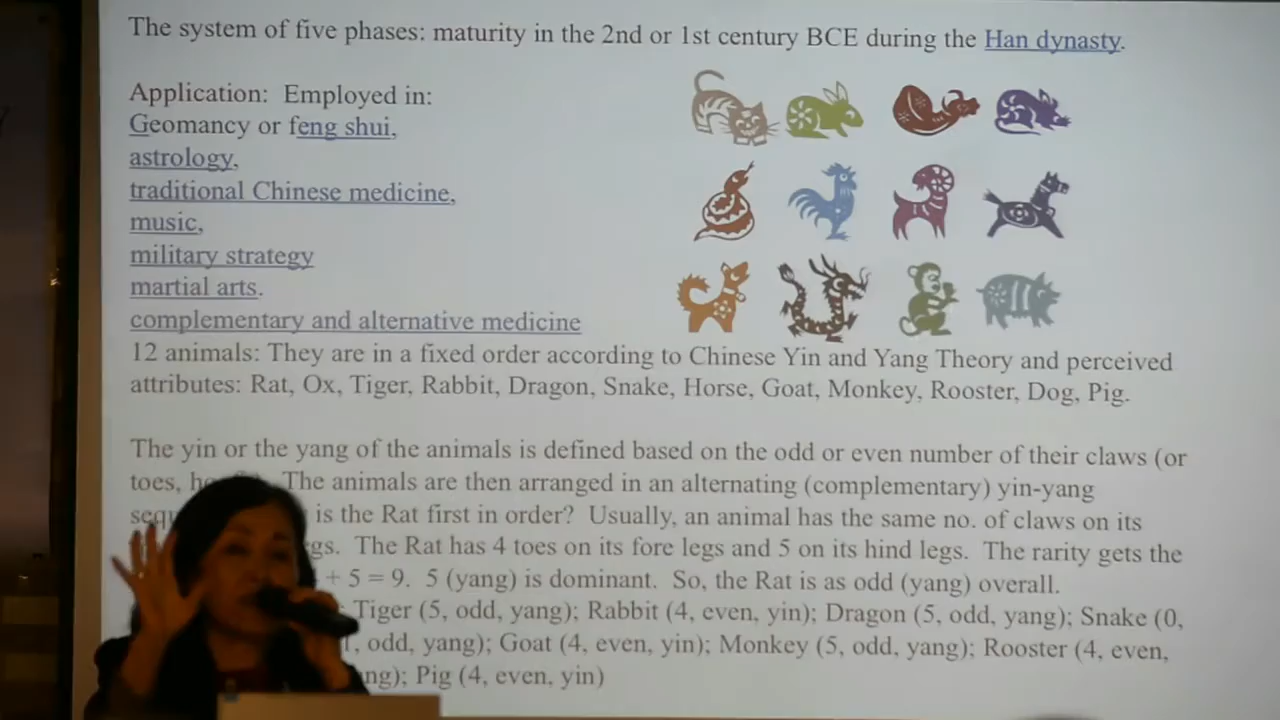 The system of five phases: maturity in the 2nd or 1st century BCE during the Han dynasty.
Application: Employed in:
Geomancy or feng shui,
astrology,
traditional Chinese medicine,
music,
military strategy
martial arts.
complementary and alternative medicine
12 animals: They are in a fixed order according to Chinese Yin and Yang Theory and perceived
attributes: Rat, Ox, Tiger, Rabbit, Dragon, Snake, Horse, Goat, Monkey, Rooster, Dog, Pig.
The yin or the yang of the animals is defined based on the odd or even number of their claws (or
toes, The animals are then arranged in an alternating (complementary) yin-yang
is the Rat first in order? Usually, an animal has the same no. of claws on its
The Rat has 4 toes on its fore legs and 5 on its hind legs. The rarity gets the
+ 5 = 9. 5 (yang) is dominant. So, the Rat is as odd (yang) overall.
Tiger (5, odd, yang); Rabbit (4, even, yin); Dragon (5, odd, yang); Snake (0,
odd, yang); Goat (4, even, yin); Monkey (5, odd, yang); Rooster (4, even,
Pig (4, even, yin)